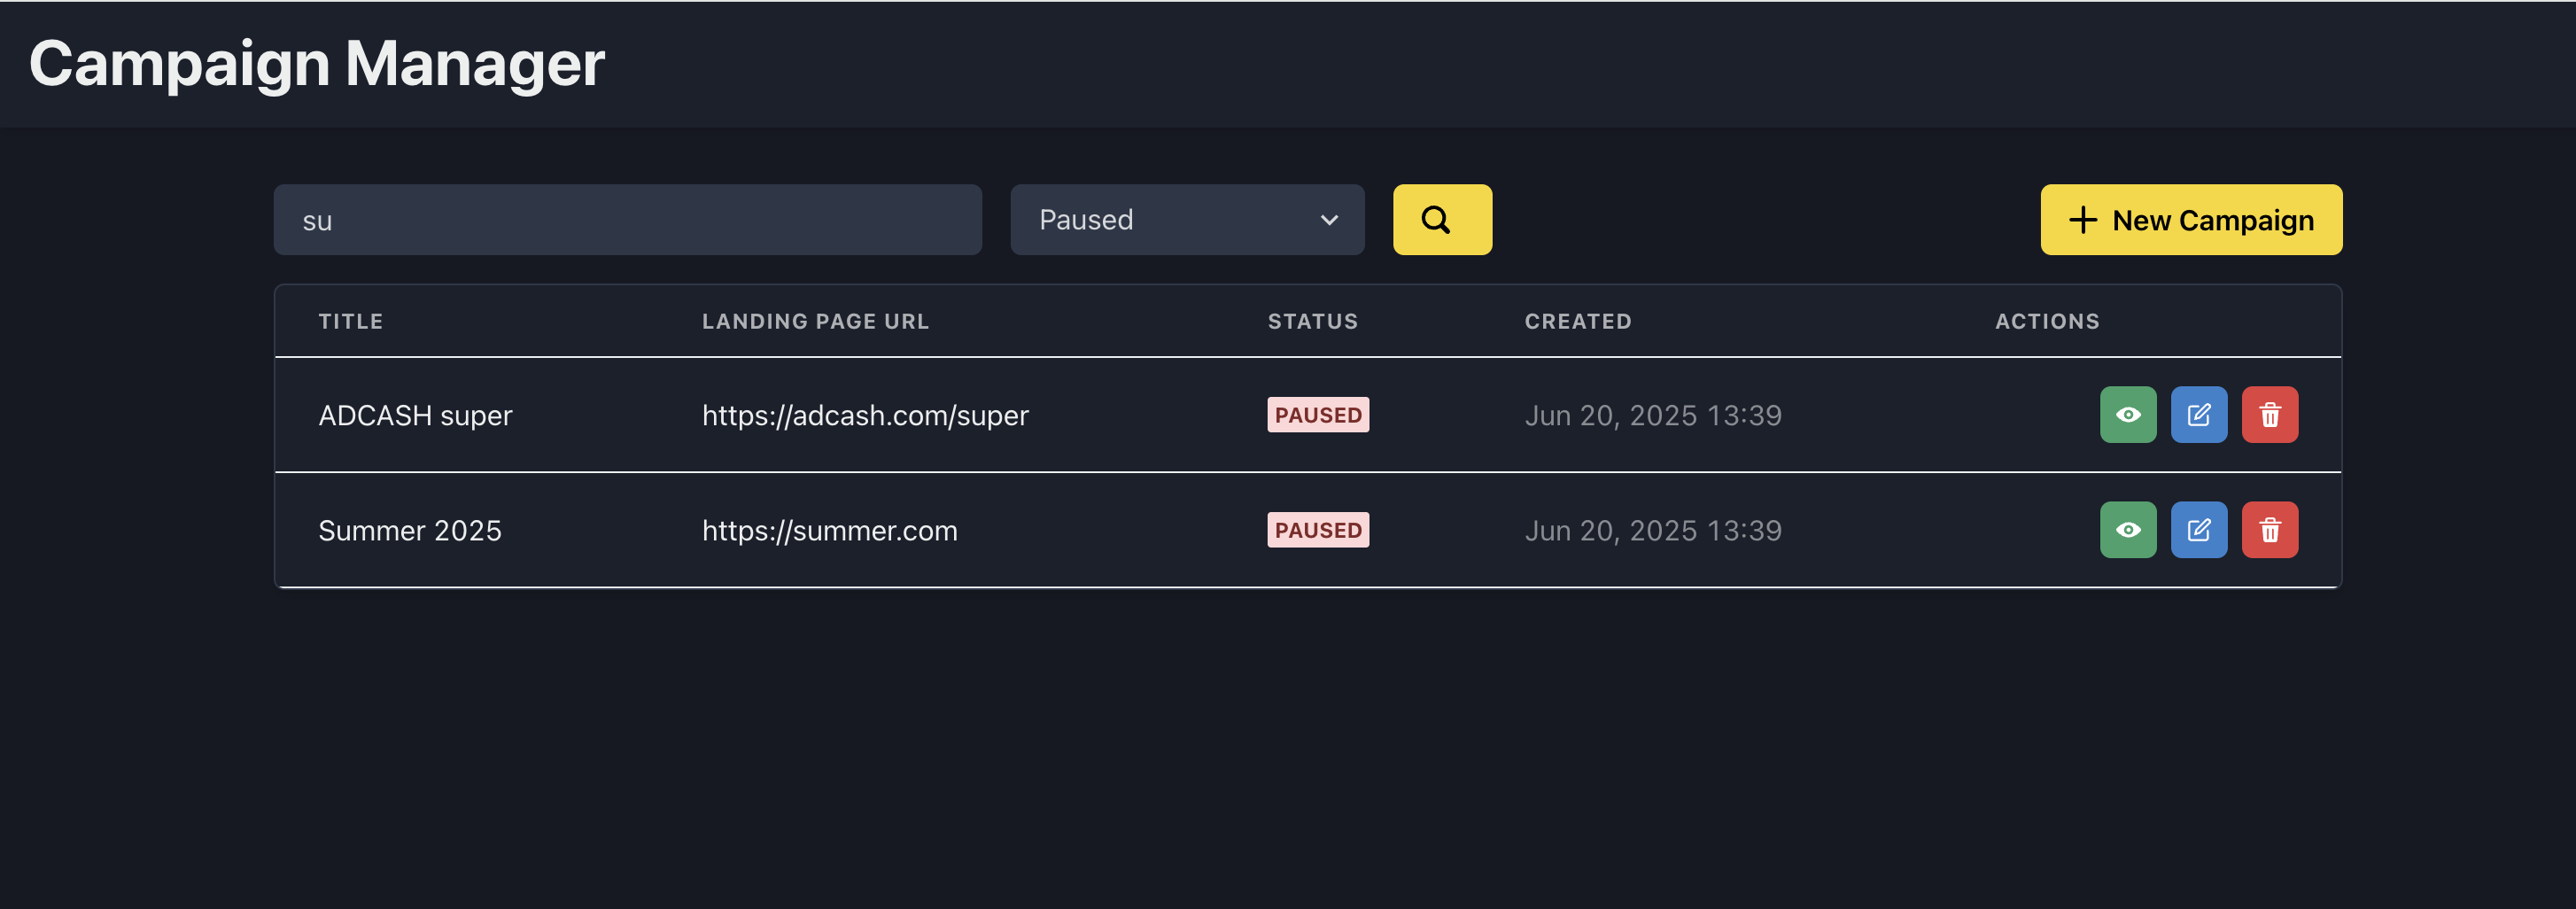 Campaign Manager
su
Paused
New Campaign
TITLE LANDING PAGE URL STATUS CREATED ACTIONS
ADCASH super https://adcash.com/super PAUSED Jun 20, 2025 13:39
Summer 2025 https://summer.com PAUSED Jun 20, 2025 13:39